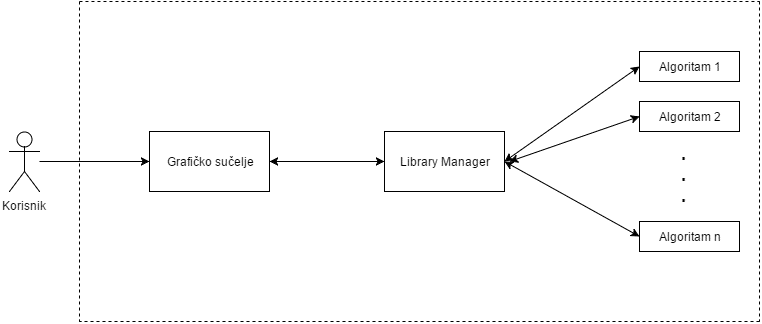 Algoritam 1
Algoritam 2
Grafičko sučelje
Library Manager
.
.
.
Korisnik
Algoritam n